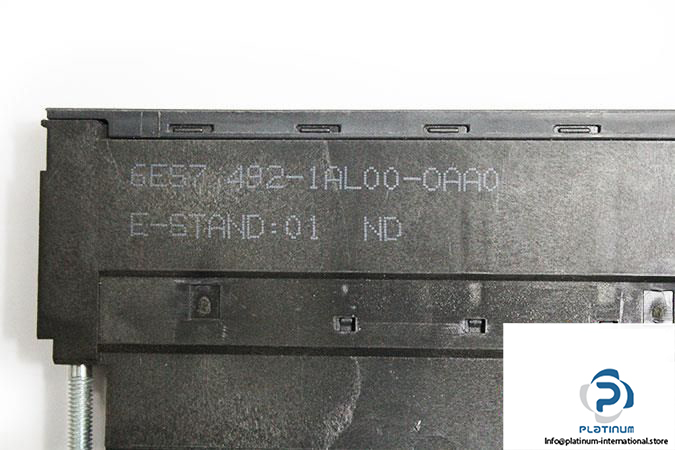 6ES7 492-1AL00-0AA0
E-STAND:01 ND
PLATINUM
Info@platinum-international.store